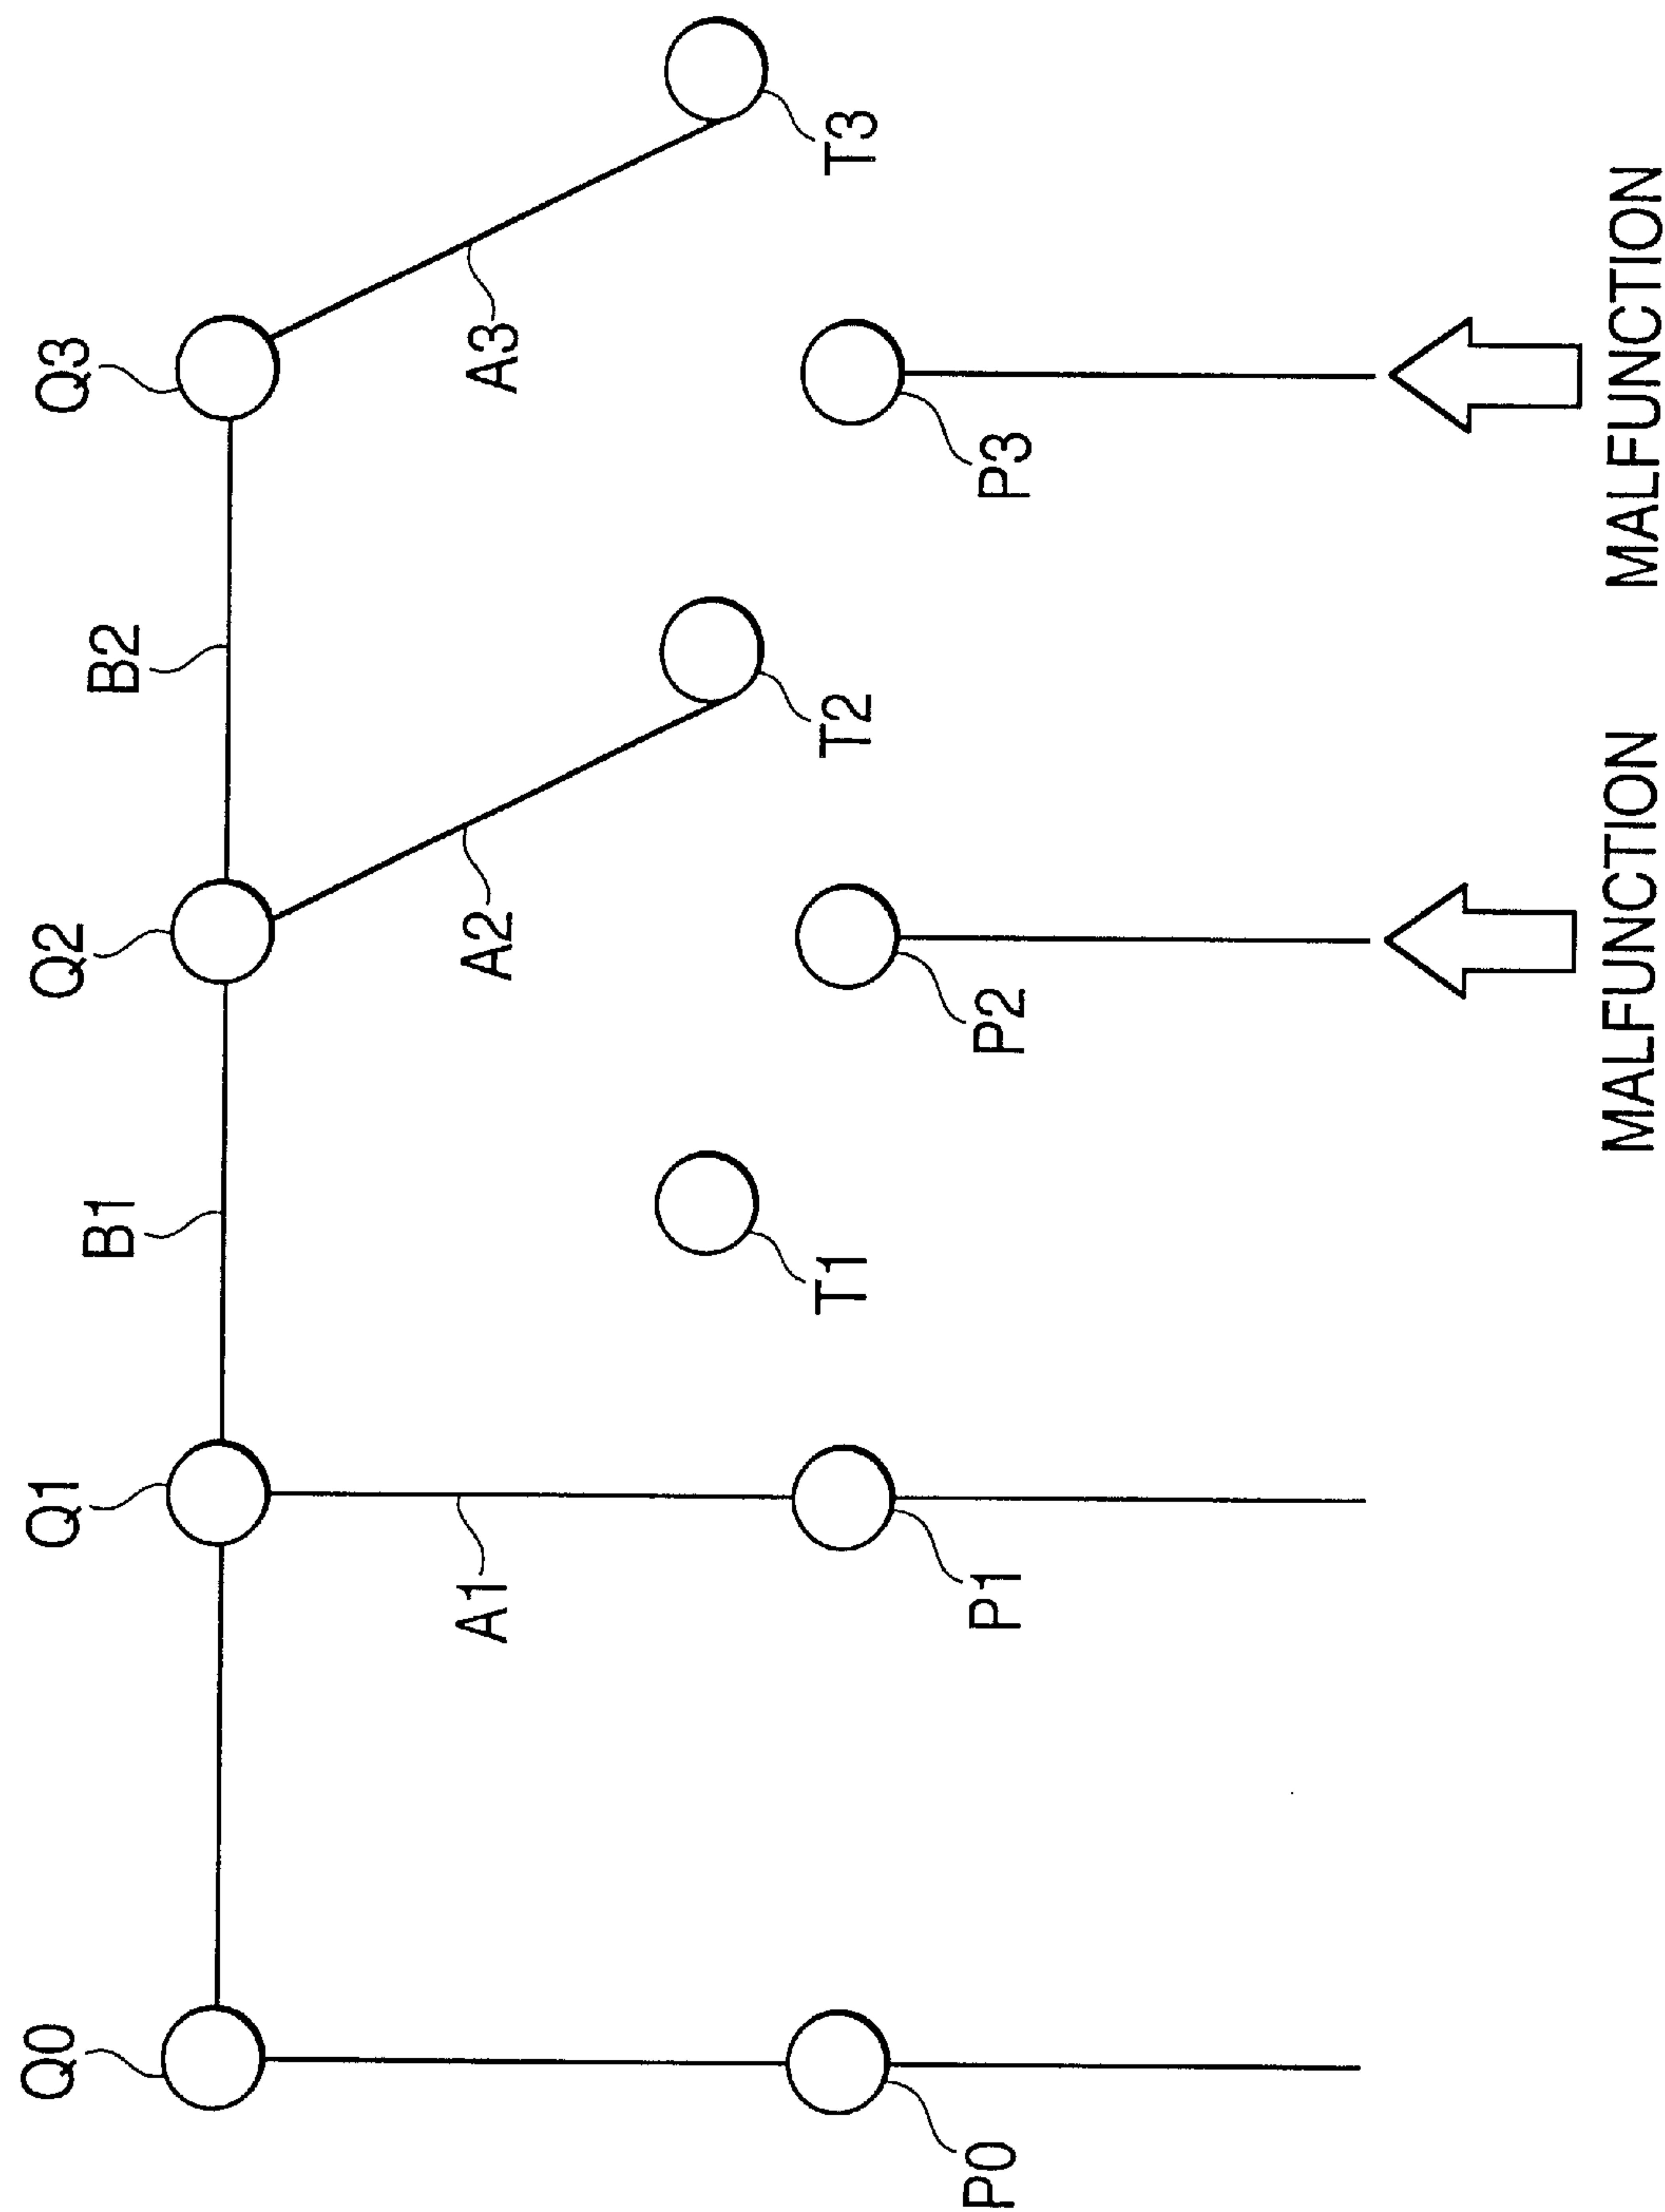 Q0
Q1
Q2
Q3
B1
B2
A1
A2
A3
T1
T2
T3
P0
P1
P2
P3
MALFUNCTION
MALFUNCTION